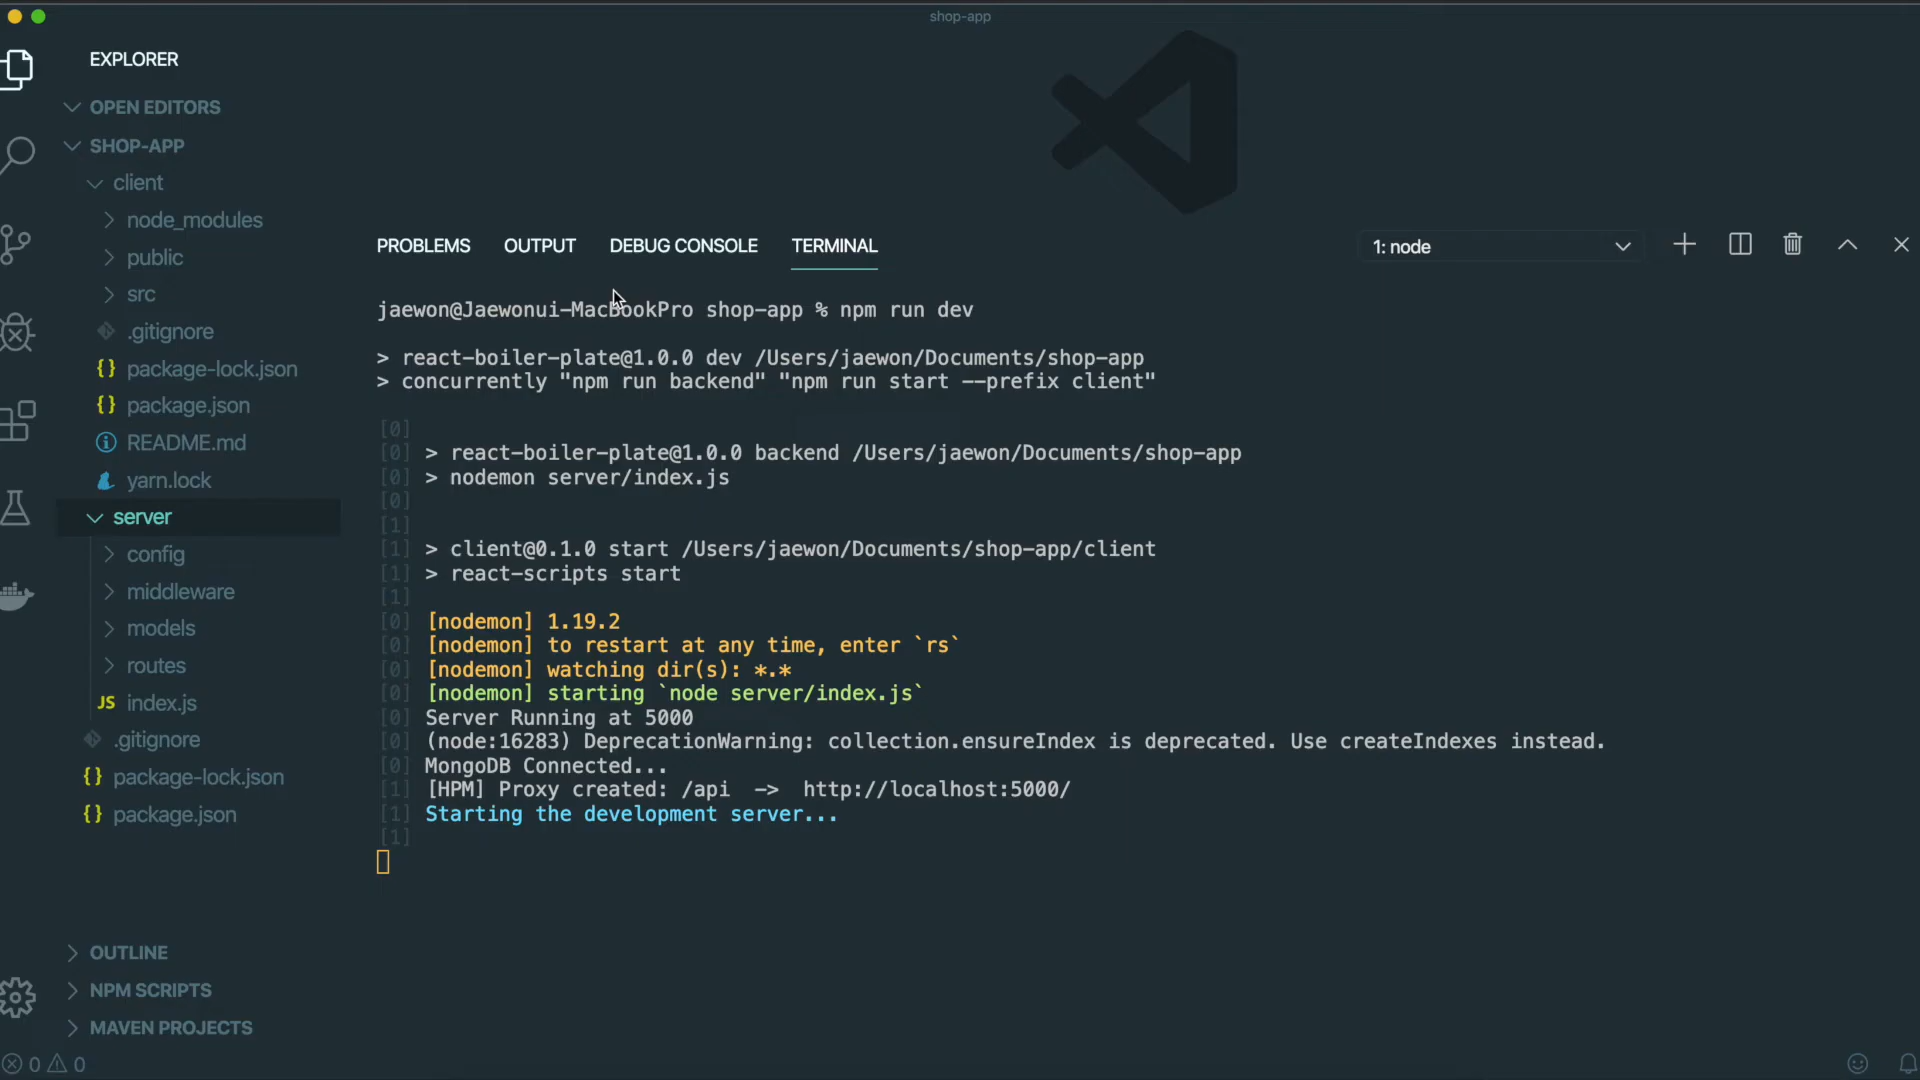 shop-app
EXPLORER
OPEN EDITORS
SHOP-APP
client
node_modules
public
src
.gitignore
{} package-lock.json
{} package.json
README.md
yarn.lock
server
config
middleware
models
routes
JS index.js
.gitignore
{} package-lock.json
{} package.json
OUTLINE
NPM SCRIPTS
MAVEN PROJECTS
0 0
PROBLEMS OUTPUT DEBUG CONSOLE TERMINAL
1: node
jaewon@Jaewonui-MacBookPro shop-app % npm run dev
> react-boiler-plate@1.0.0 dev /Users/jaewon/Documents/shop-app
> concurrently "npm run backend" "npm run start --prefix client"
[0]
[0] > react-boiler-plate@1.0.0 backend /Users/jaewon/Documents/shop-app
[0] > nodemon server/index.js
[0]
[1]
[1] > client@0.1.0 start /Users/jaewon/Documents/shop-app/client
[1] > react-scripts start
[1]
[0] [nodemon] 1.19.2
[0] [nodemon] to restart at any time, enter `rs`
[0] [nodemon] watching dir(s): *.*
[0] [nodemon] starting `node server/index.js`
[0] Server Running at 5000
[0] (node:16283) DeprecationWarning: collection.ensureIndex is deprecated. Use createIndexes instead.
[0] MongoDB Connected...
[1] [HPM] Proxy created: /api -> http://localhost:5000/
[1] Starting the development server...
[1]